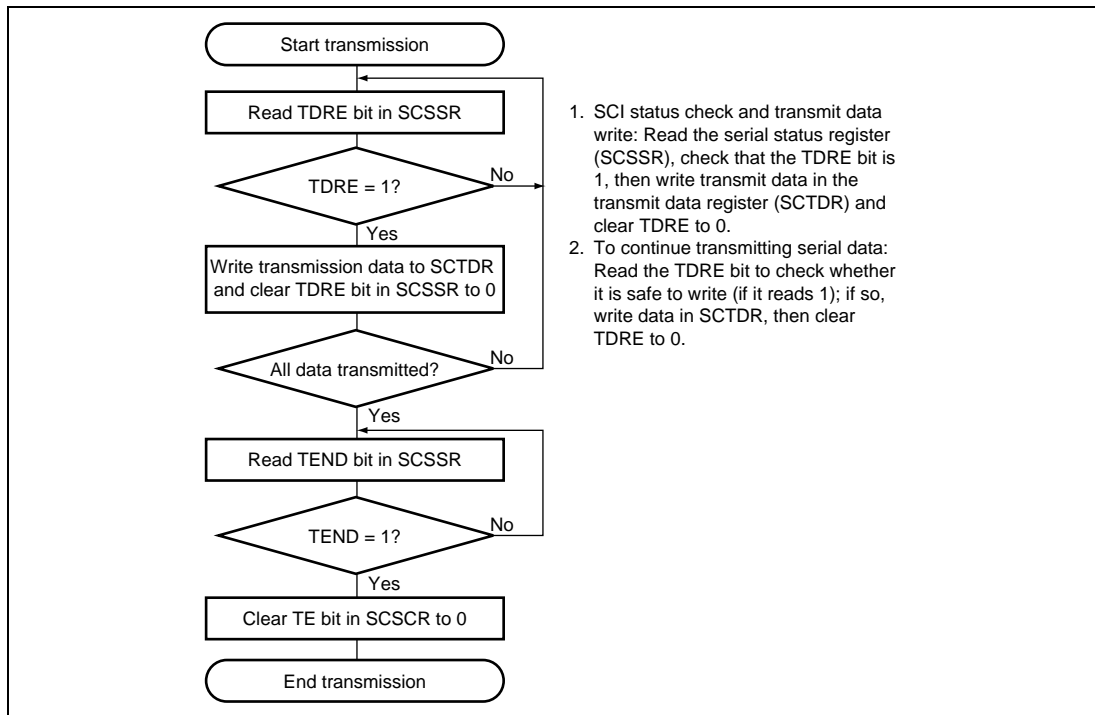 Start transmission
Read TDRE bit in SCSSR
TDRE = 1?
No
Yes
Write transmission data to SCTDR
and clear TDRE bit in SCSSR to 0
All data transmitted?
No
Yes
Read TEND bit in SCSSR
TEND = 1?
No
Yes
Clear TE bit in SCSCR to 0
End transmission
1. SCI status check and transmit data
write: Read the serial status register
(SCSSR), check that the TDRE bit is
1, then write transmit data in the
transmit data register (SCTDR) and
clear TDRE to 0.
2. To continue transmitting serial data:
Read the TDRE bit to check whether
it is safe to write (if it reads 1); if so,
write data in SCTDR, then clear
TDRE to 0.